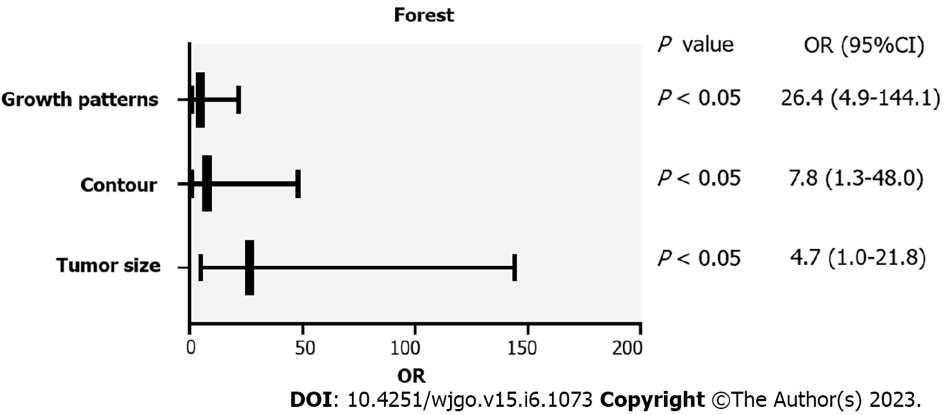 Forest
P value OR (95%CI)
Growth patterns P < 0.05 26.4 (4.9-144.1)
Contour P < 0.05 7.8 (1.3-48.0)
Tumor size P < 0.05 4.7 (1.0-21.8)
0 50 100 150 200
OR
DOI: 10.4251/wjgo.v15.i6.1073 Copyright ©The Author(s) 2023.